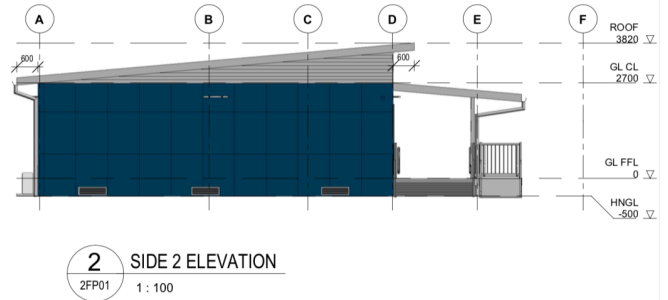 A B C D E F
ROOF
3820
600 600
GL CL
2700
GL FFL
0
HNGL
-500
2 SIDE 2 ELEVATION
2FP01 1 : 100